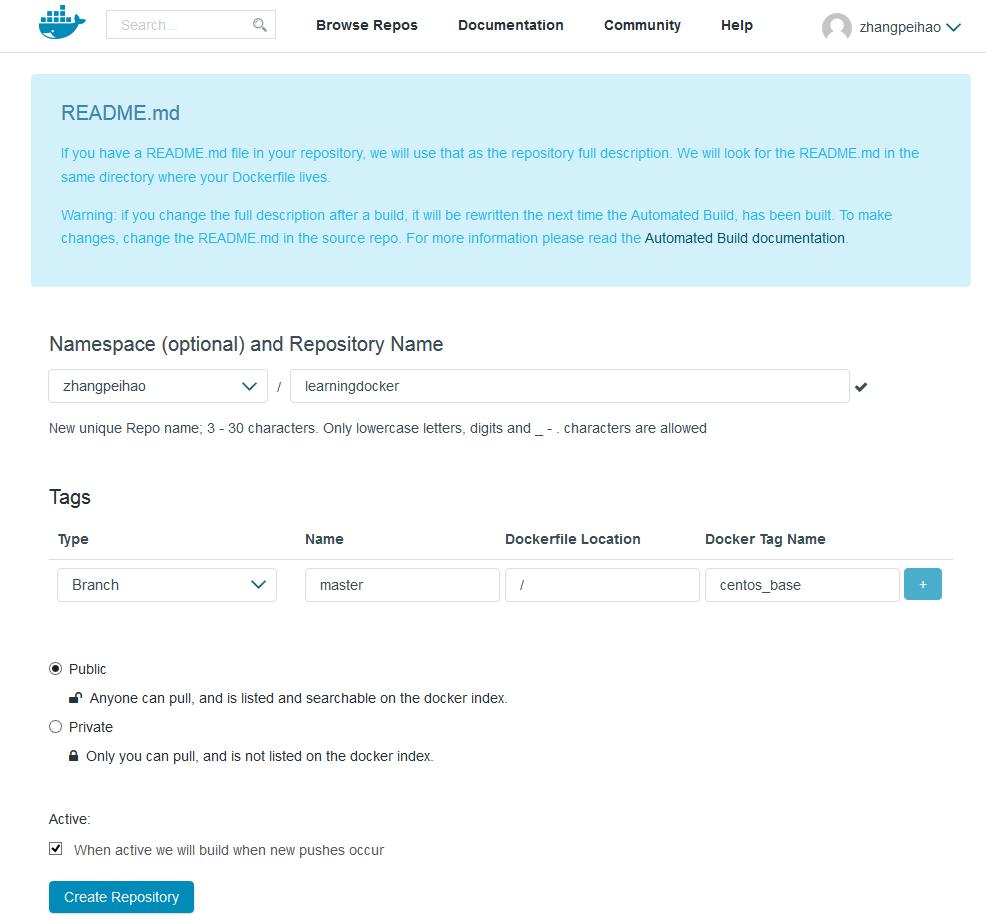 Search... Browse Repos Documentation Community Help zhangpeihao
README.md
If you have a README.md file in your repository, we will use that as the repository full description. We will look for the README.md in the
same directory where your Dockerfile lives.
Warning: if you change the full description after a build, it will be rewritten the next time the Automated Build, has been built. To make
changes, change the README.md in the source repo. For more information please read the Automated Build documentation.
Namespace (optional) and Repository Name
zhangpeihao / learningdocker
New unique Repo name; 3 - 30 characters. Only lowercase letters, digits and _ - . characters are allowed
Tags
Type Name Dockerfile Location Docker Tag Name
Branch master / centos_base +
Public
Anyone can pull, and is listed and searchable on the docker index.
Private
Only you can pull, and is not listed on the docker index.
Active:
When active we will build when new pushes occur
Create Repository